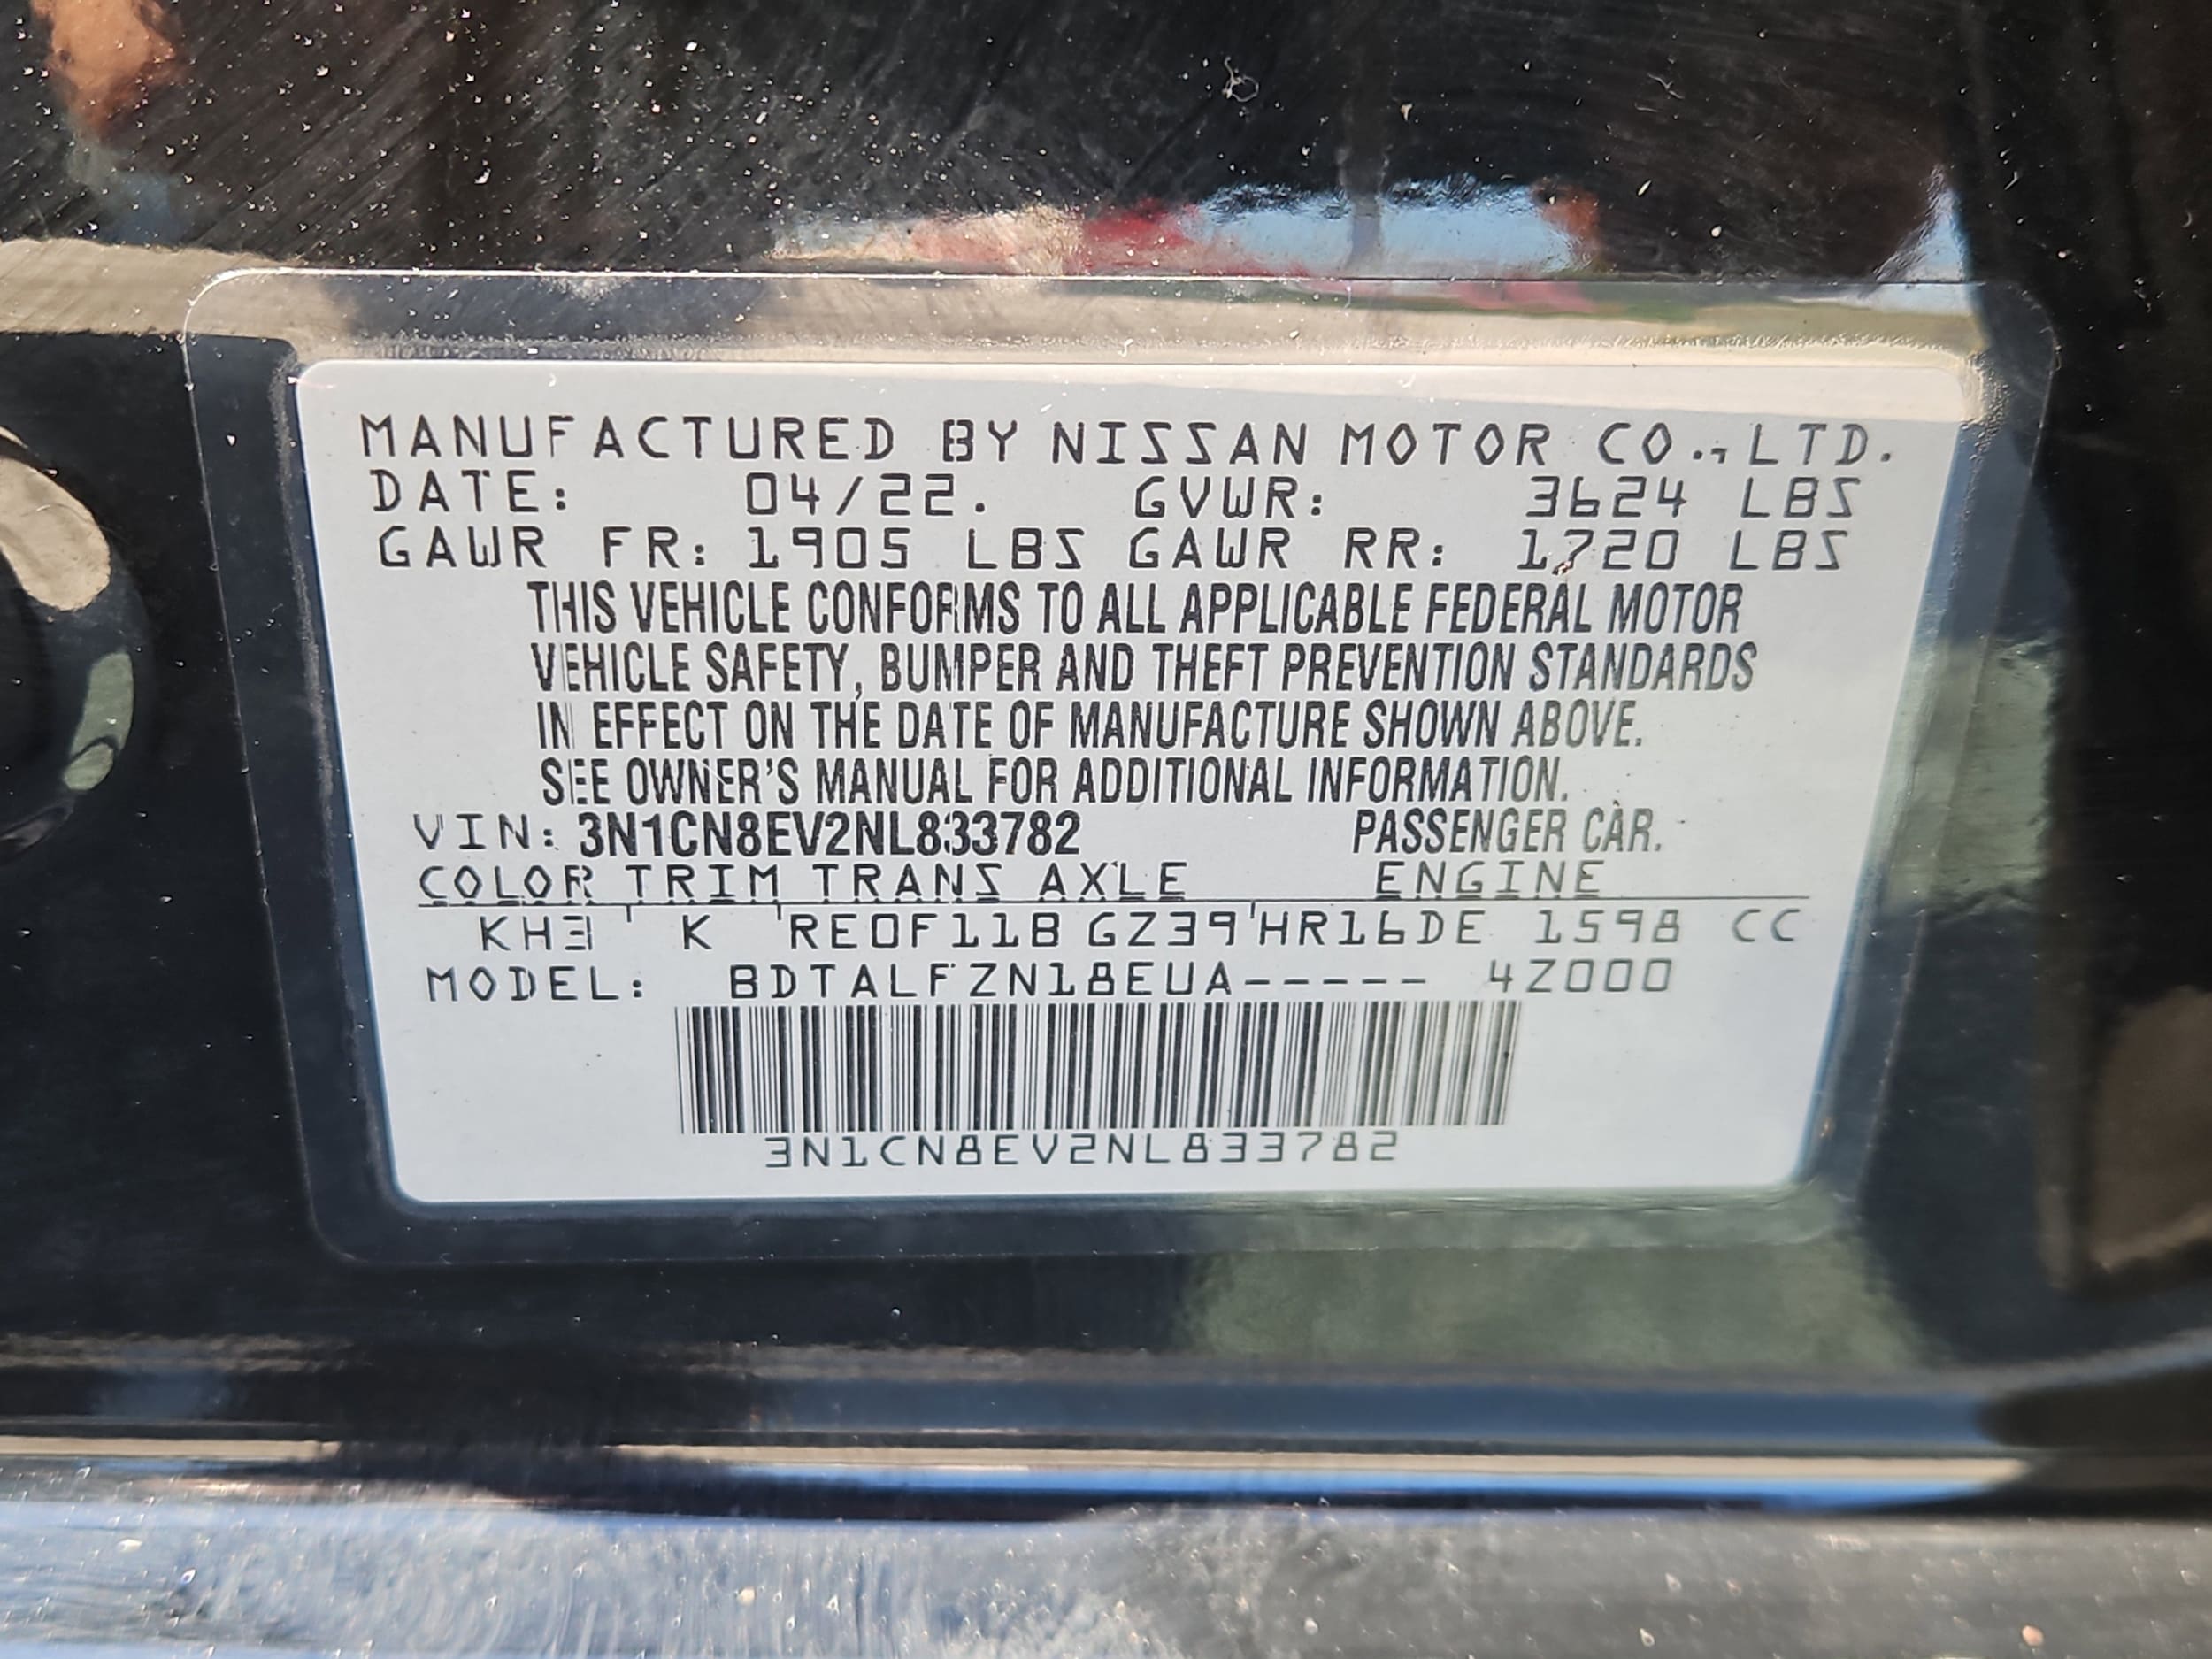 MANUFACTURED BY NISSAN MOTOR CO., LTD.
DATE: 04/22. GVWR: 3624 LBS
GAWR FR: 1905 LBS GAWR RR: 1720 LBS
THIS VEHICLE CONFORMS TO ALL APPLICABLE FEDERAL MOTOR
VEHICLE SAFETY, BUMPER AND THEFT PREVENTION STANDARDS
IN EFFECT ON THE DATE OF MANUFACTURE SHOWN ABOVE.
SEE OWNER'S MANUAL FOR ADDITIONAL INFORMATION.
VIN: 3N1CN8EV2NL833782 PASSENGER CAR.
COLOR TRIM TRANS AXLE ENGINE
KH3 K RE0F11B GZ39 HR16DE 1598 CC
MODEL: BDTALFZN18EUA----- 4Z000
3N1CN8EV2NL833782